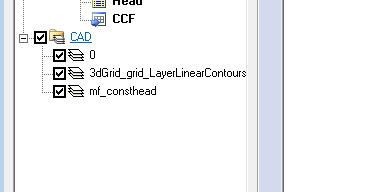 Head
CCF
CAD
0
3dGrid_grid_LayerLinearContours
mf_consthead